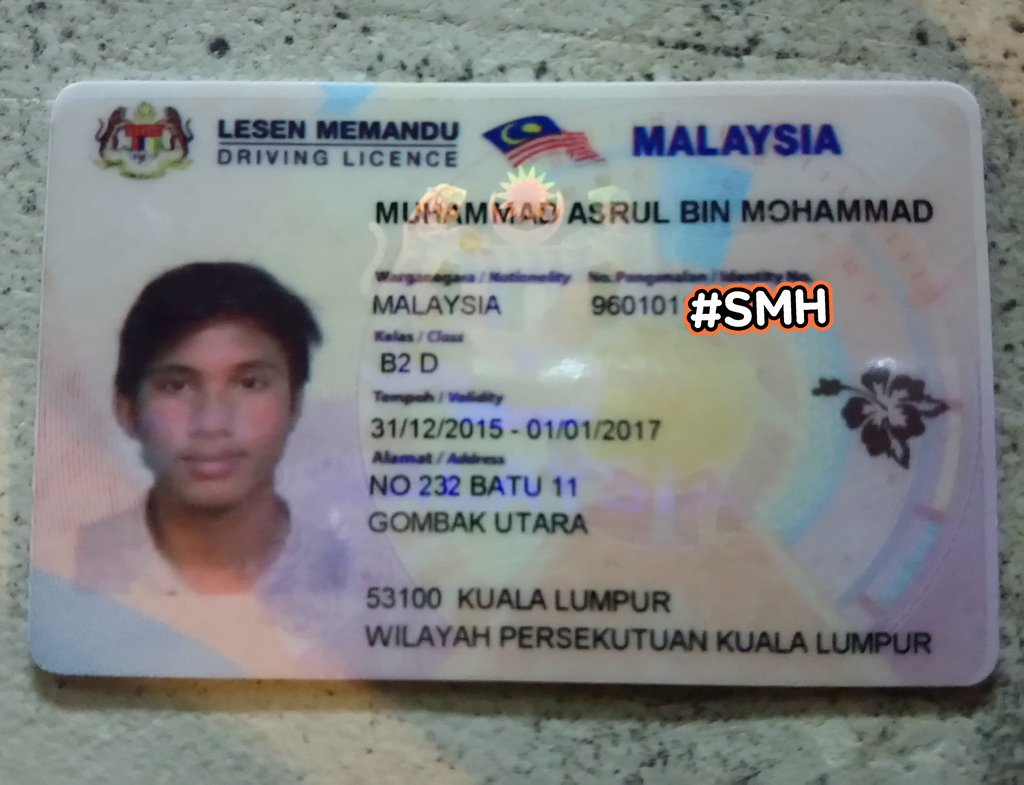 LESEN MEMANDU
DRIVING LICENCE
MALAYSIA
MUHAMMAD ASRUL BIN MOHAMMAD
Warganegara / Nationality No. Pengenalan / Identity No.
MALAYSIA 960101 #SMH
Kelas / Class
B2 D
Tempoh / Validity
31/12/2015 - 01/01/2017
Alamat / Address
NO 232 BATU 11
GOMBAK UTARA
53100 KUALA LUMPUR
WILAYAH PERSEKUTUAN KUALA LUMPUR